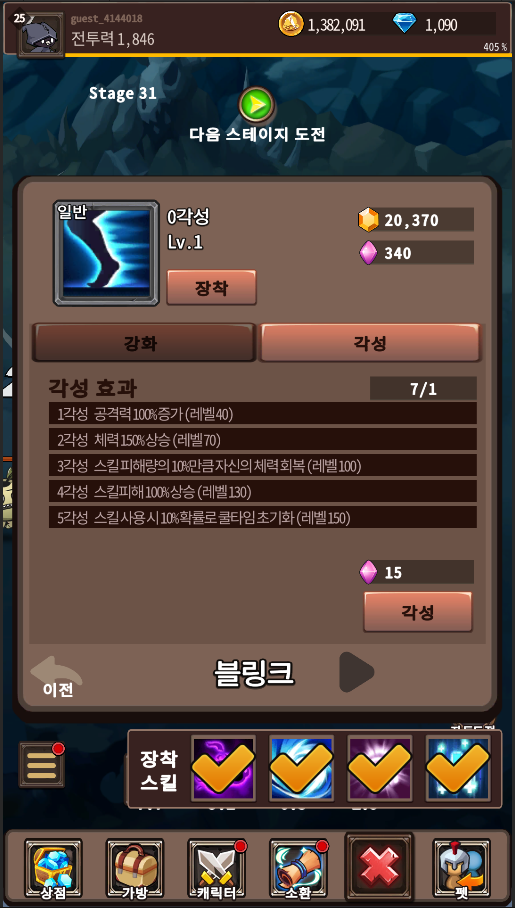 25
guest_4144018
전투력 1,846
1,382,091
1,090
405 %
Stage 31
다음 스테이지 도전
일반
0각성
Lv.1
장착
20,370
340
강화
각성
각성 효과
7/1
1각성 공격력100%증가 (레벨40)
2각성 체력150%상승 (레벨70)
3각성 스킬피해량의 10%만큼 자신의 체력회복 (레벨100)
4각성 스킬피해 100%상승 (레벨130)
5각성 스킬 사용시 10%확률로 쿨타임 초기화 (레벨150)
15
각성
이전
블링크
장착
스킬
상점
가방
캐릭터
소환
펫